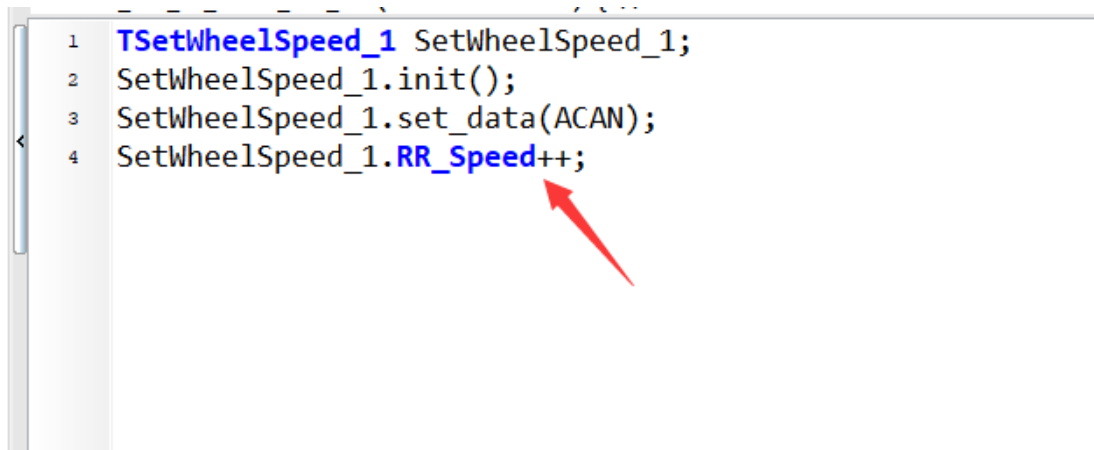 1 TSetWheelSpeed_1 SetWheelSpeed_1;
2 SetWheelSpeed_1.init();
3 SetWheelSpeed_1.set_data(ACAN);
4 SetWheelSpeed_1.RR_Speed++;